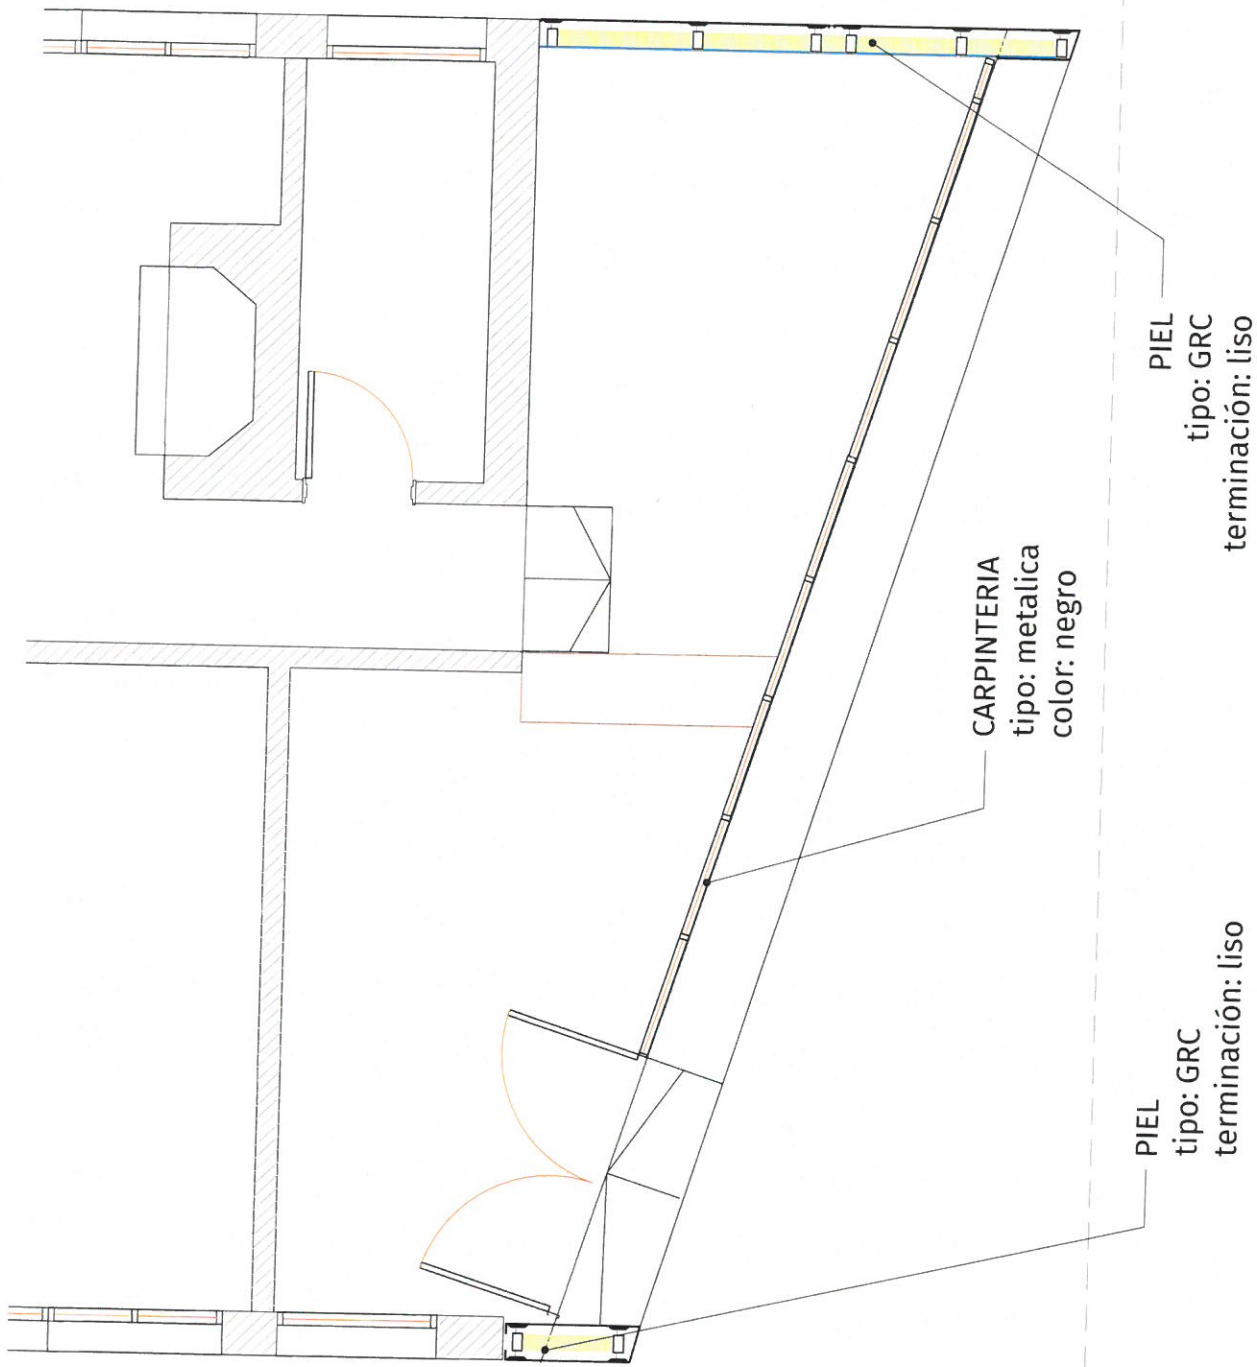 PIEL
tipo: GRC
terminación: liso
CARPINTERIA
tipo: metalica
color: negro
PIEL
tipo: GRC
terminación: liso